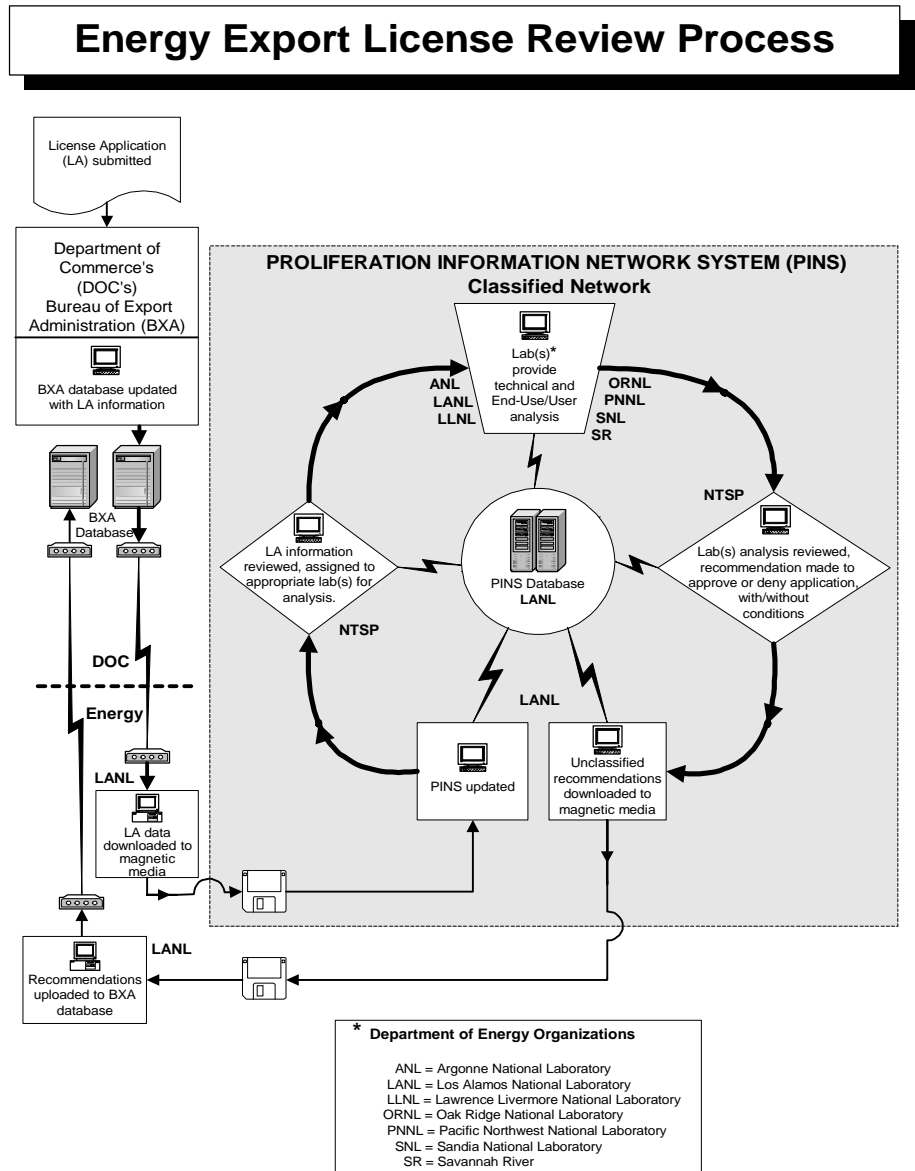 Energy Export License Review Process
License Application
(LA) submitted
Department of
Commerce's
(DOC's)
Bureau of Export
Administration (BXA)
BXA database updated
with LA information
BXA
Database
DOC
Energy
LANL
LA data
downloaded to
magnetic
media
LANL
Recommendations
uploaded to BXA
database
PROLIFERATION INFORMATION NETWORK SYSTEM (PINS)
Classified Network
Lab(s)*
provide
technical and
End-Use/User
analysis
ANL
LANL
LLNL
ORNL
PNNL
SNL
SR
NTSP
LA information
reviewed, assigned to
appropriate lab(s) for
analysis.
NTSP
PINS Database
LANL
Lab(s) analysis reviewed,
recommendation made to
approve or deny application,
with/without
conditions
LANL
PINS updated
Unclassified
recommendations
downloaded to
magnetic media
* Department of Energy Organizations
ANL = Argonne National Laboratory
LANL = Los Alamos National Laboratory
LLNL = Lawrence Livermore National Laboratory
ORNL = Oak Ridge National Laboratory
PNNL = Pacific Northwest National Laboratory
SNL = Sandia National Laboratory
SR = Savannah River